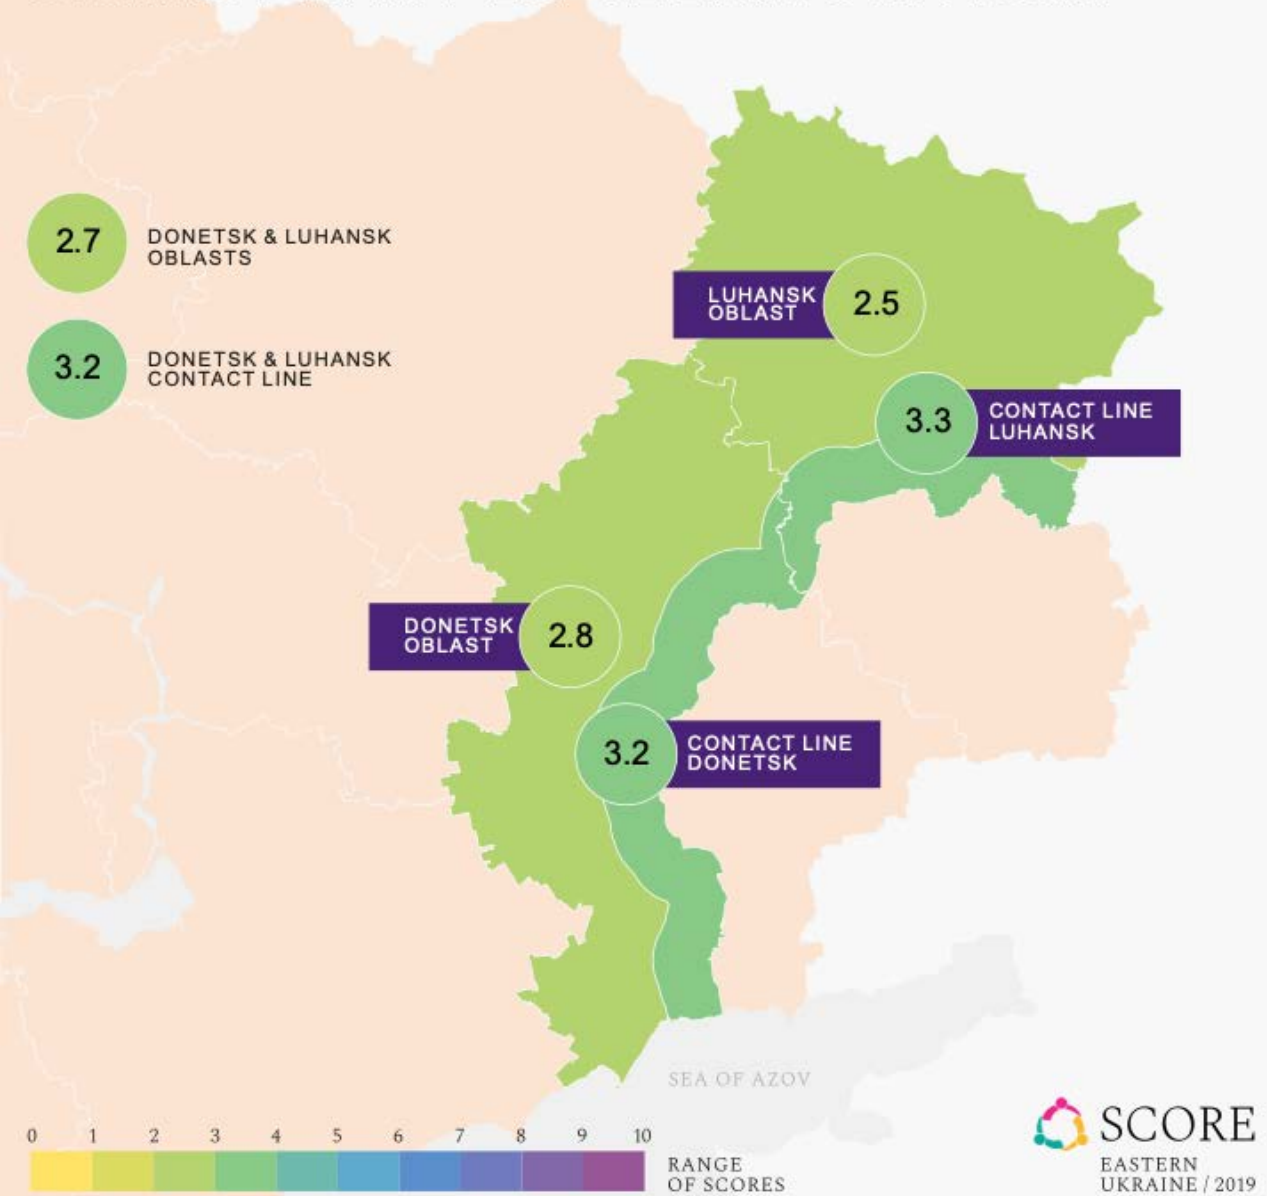 2.7
DONETSK & LUHANSK
OBLASTS
3.2
DONETSK & LUHANSK
CONTACT LINE
LUHANSK
OBLAST
2.5
3.3
CONTACT LINE
LUHANSK
DONETSK
OBLAST
2.8
3.2
CONTACT LINE
DONETSK
SEA OF AZOV
0 1 2 3 4 5 6 7 8 9 10
RANGE
OF SCORES
SCORE
EASTERN
UKRAINE / 2019